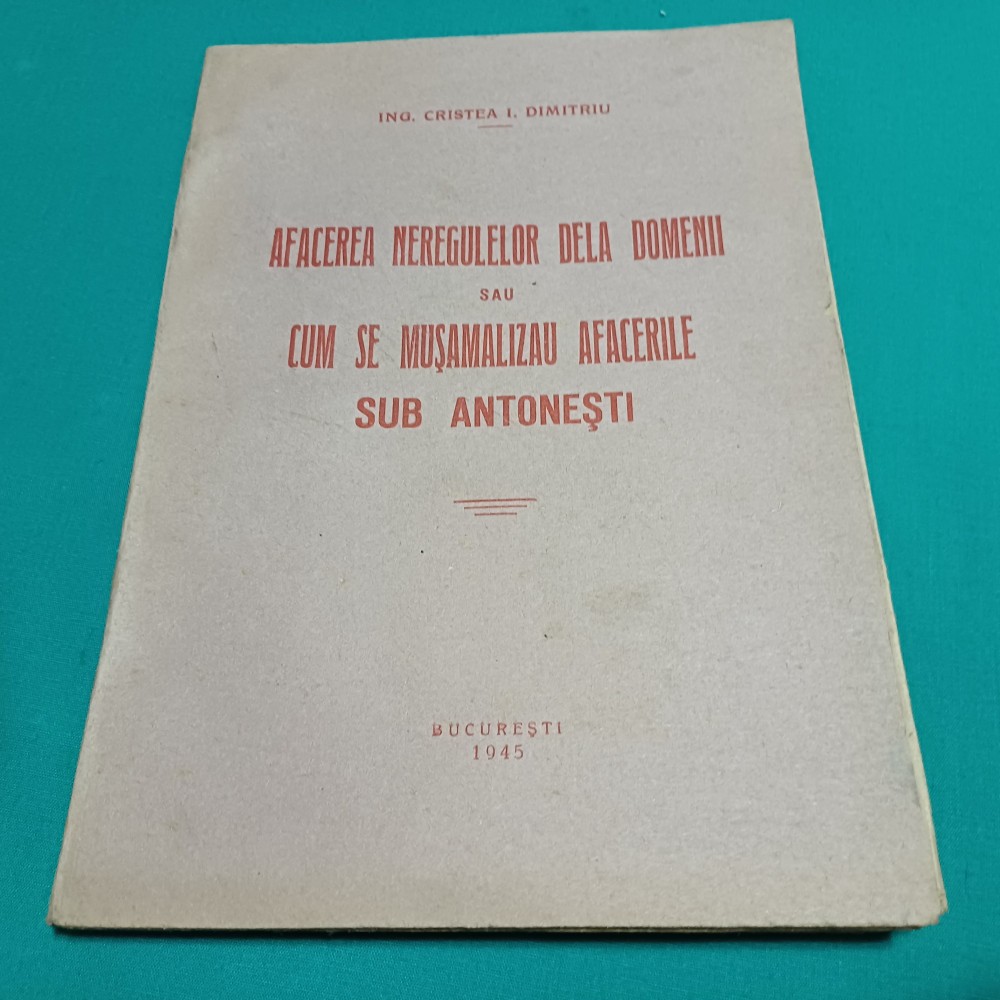 ING. CRISTEA I. DIMITRIU
AFACEREA NEREGULELOR DELA DOMENII
SAU
CUM SE MUŞAMALIZAU AFACERILE
SUB ANTONEŞTI
BUCUREŞTI
1945